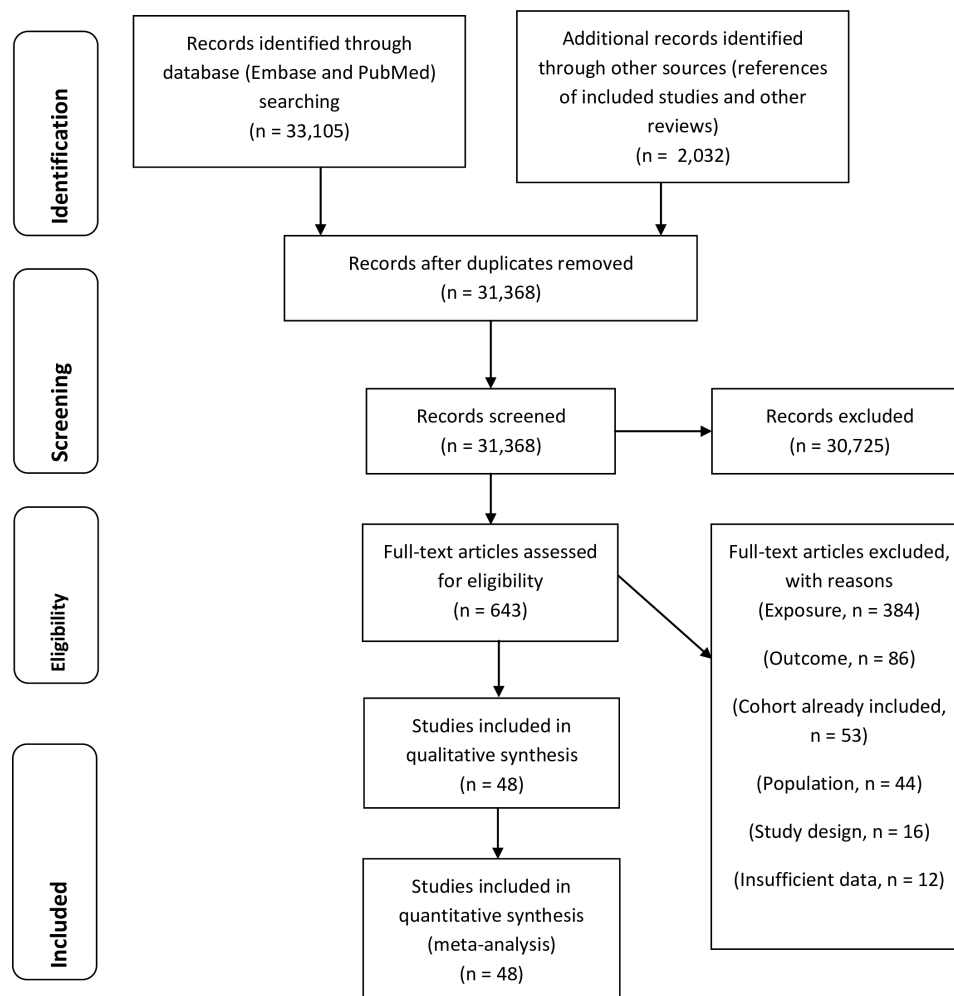 Identification
Records identified through
database (Embase and PubMed)
searching
(n = 33,105)
Additional records identified
through other sources (references
of included studies and other
reviews)
(n = 2,032)
Records after duplicates removed
(n = 31,368)
Screening
Records screened
(n = 31,368)
Records excluded
(n = 30,725)
Eligibility
Full-text articles assessed
for eligibility
(n = 643)
Full-text articles excluded,
with reasons
(Exposure, n = 384)
(Outcome, n = 86)
(Cohort already included,
n = 53)
(Population, n = 44)
(Study design, n = 16)
(Insufficient data, n = 12)
Included
Studies included in
qualitative synthesis
(n = 48)
Studies included in
quantitative synthesis
(meta-analysis)
(n = 48)